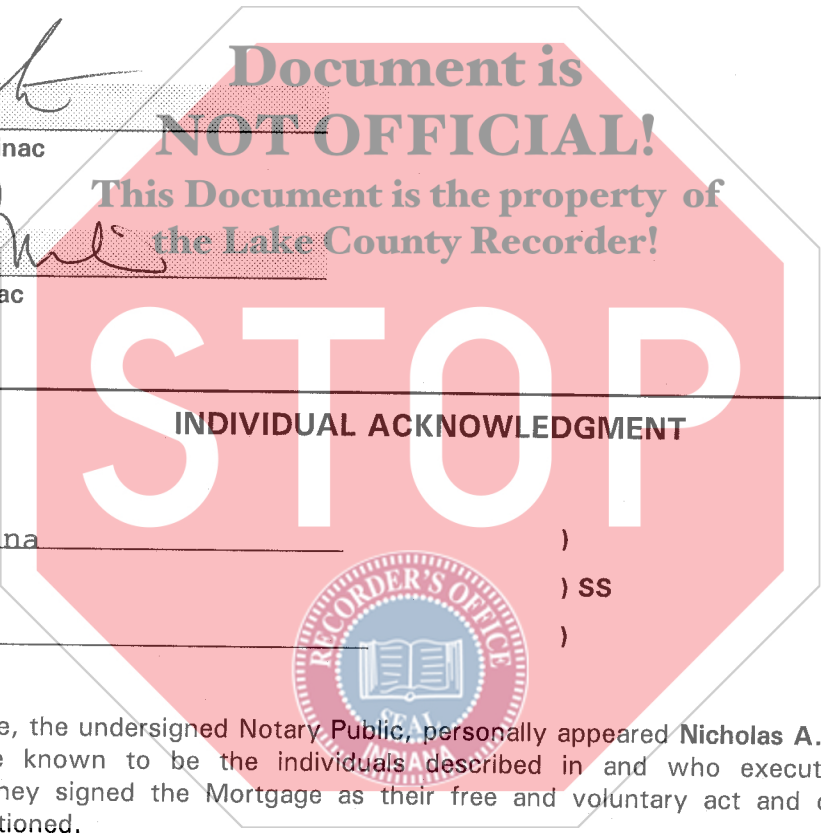 Document is
NOT OFFICIAL!
nac
This Document is the property of
the Lake County Recorder!
ac
STOP
INDIVIDUAL ACKNOWLEDGMENT
na )
) SS
)
RECORDER'S OFFICE
SEAL
INDIANA
e, the undersigned Notary Public, personally appeared Nicholas A.
e known to be the individuals described in and who execut
hey signed the Mortgage as their free and voluntary act and
tioned.